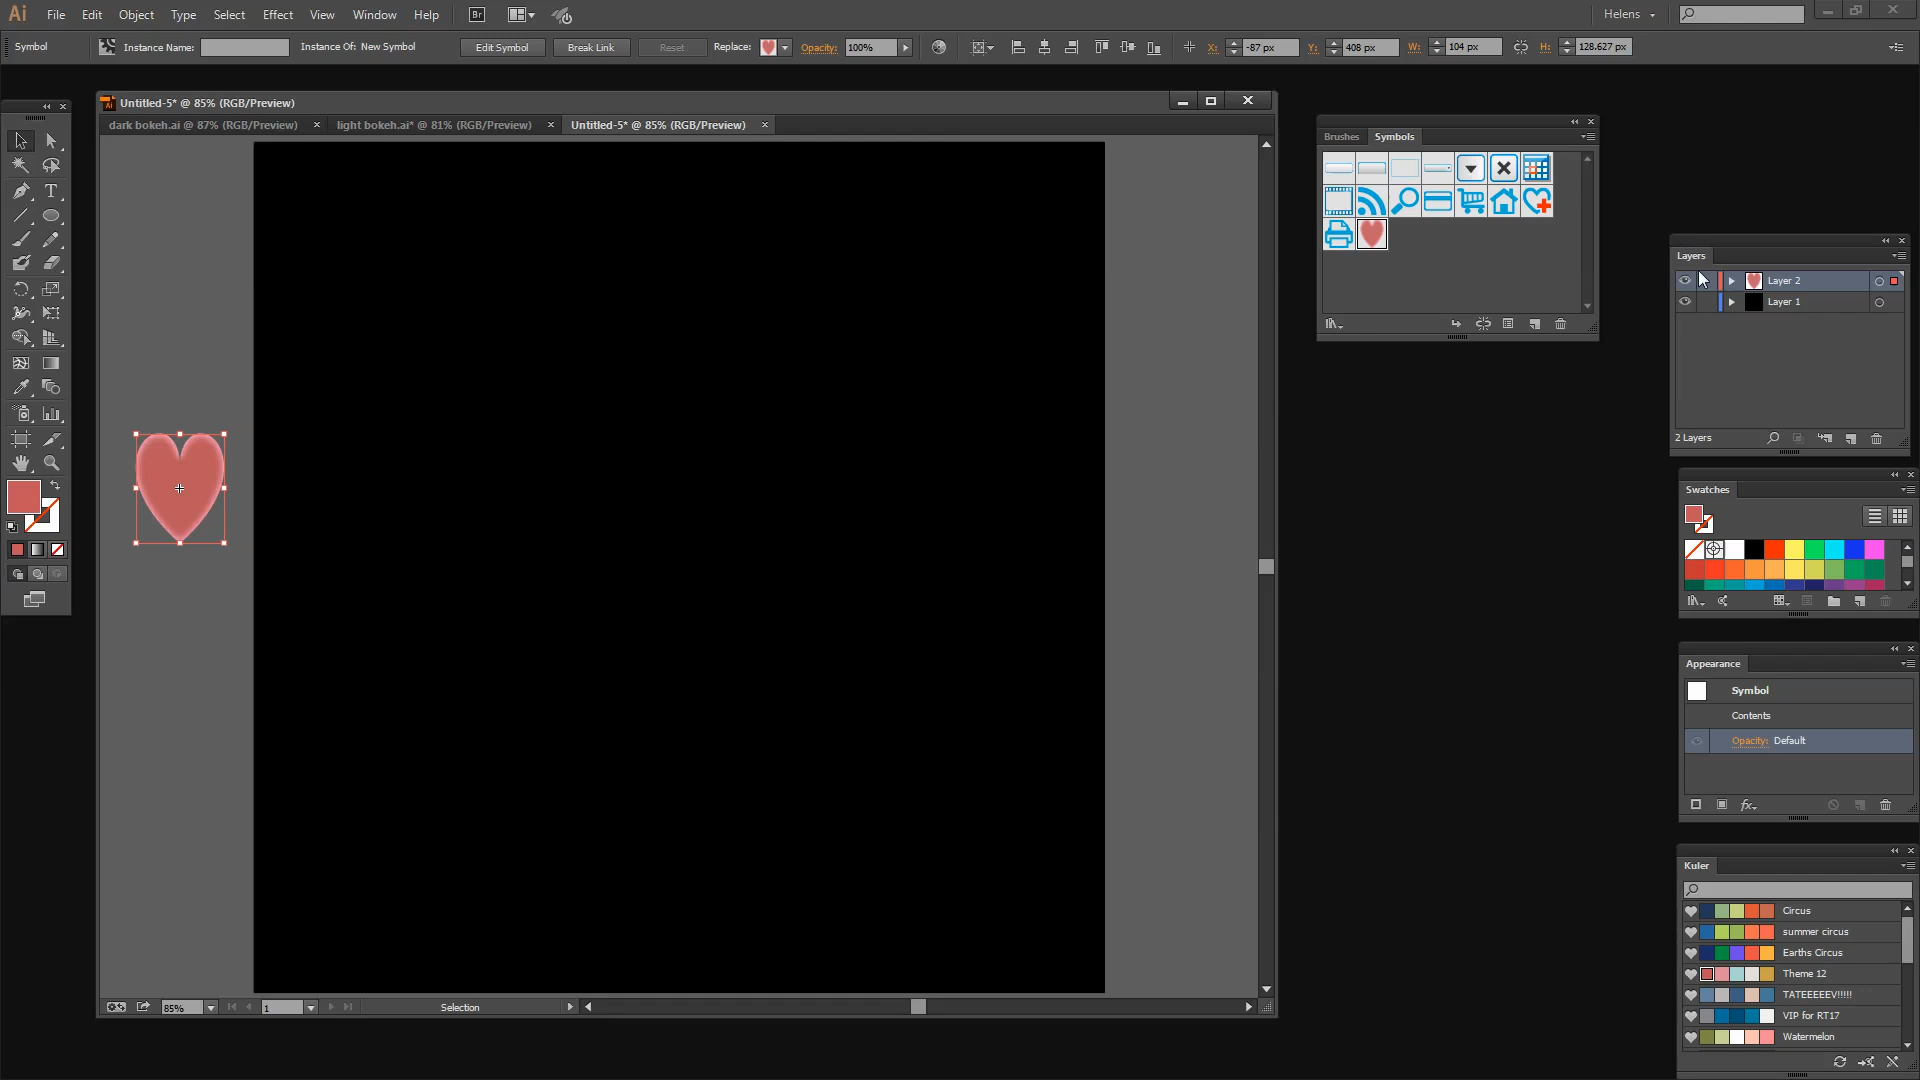 Ai File Edit Object Type Select Effect View Window Help Br Helens
Symbol Instance Name: Instance Of: New Symbol Edit Symbol Break Link Reset Replace: Opacity: 100% X: -87 px Y: 408 px W: 104 px H: 128.627 px
Untitled-5* @ 85% (RGB/Preview)
dark bokeh.ai @ 87% (RGB/Preview) light bokeh.ai* @ 81% (RGB/Preview) Untitled-5* @ 85% (RGB/Preview)
Brushes Symbols
Layers
Layer 2
Layer 1
2 Layers
Swatches
Appearance
Symbol
Contents
Opacity: Default
Kuler
Circus
summer circus
Earths Circus
Theme 12
TATEEEEEV!!!!!
VIP for RT17
Watermelon
85% 1 Selection